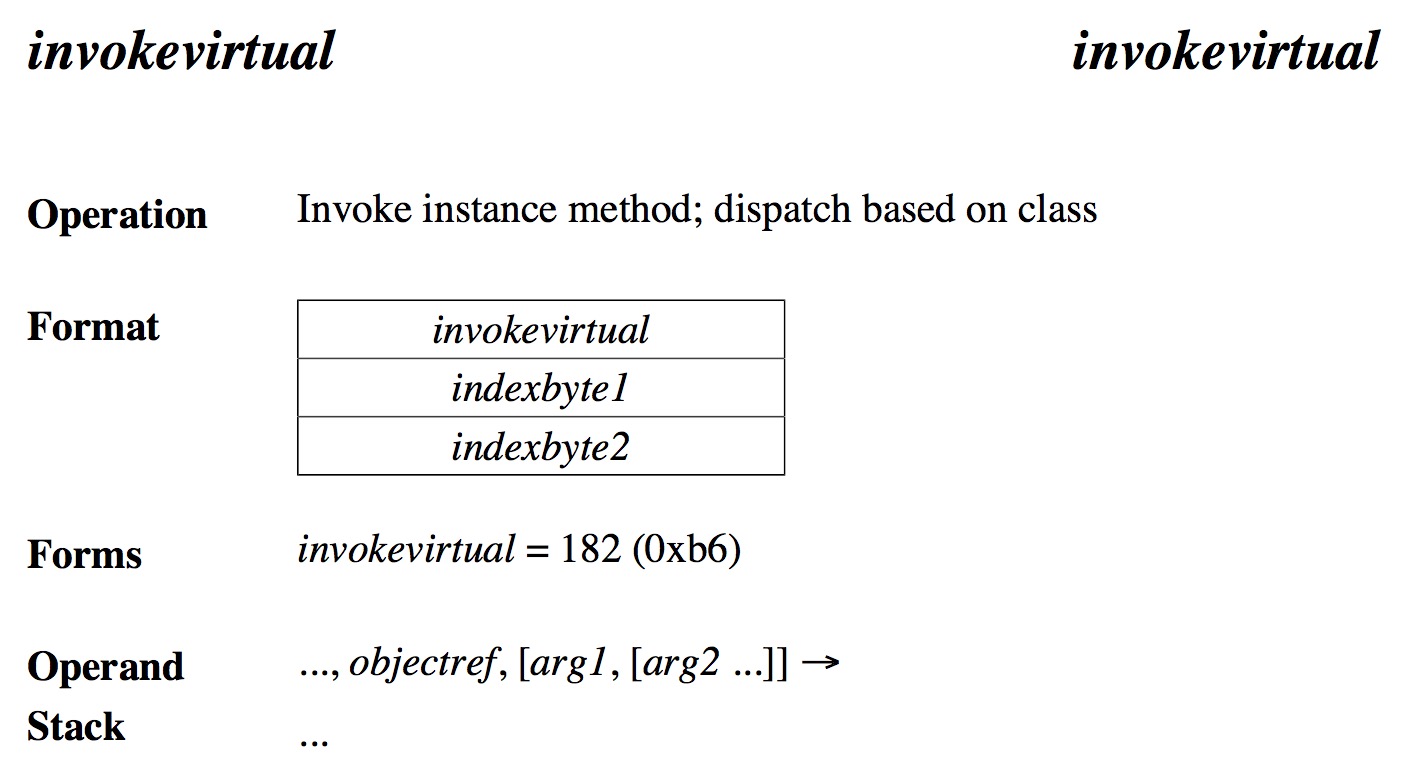 invokevirtual invokevirtual
Operation Invoke instance method; dispatch based on class
Format invokevirtual
indexbyte1
indexbyte2
Forms invokevirtual = 182 (0xb6)
Operand ..., objectref, [arg1, [arg2 ...]] →
Stack ...